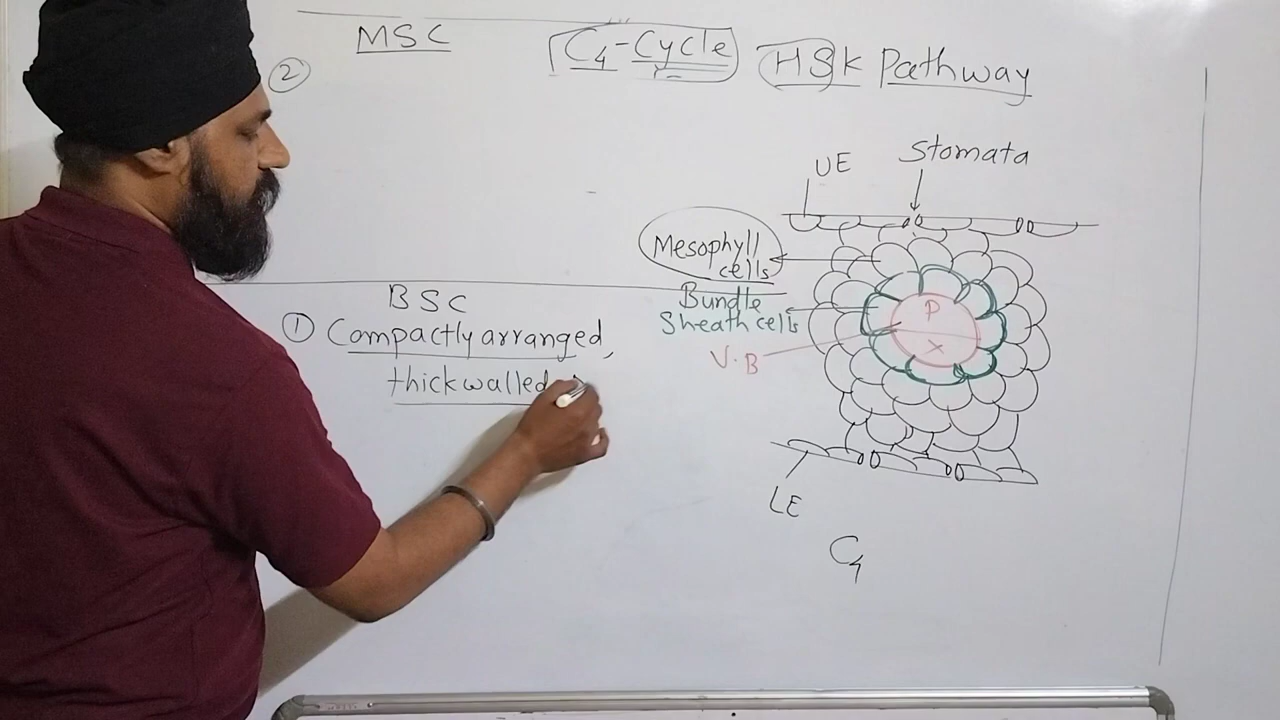 MSC
C4-Cycle HSK Pathway
2
UE
Stomata
Mesophyll
cells
Bundle
Sheath cells
V.B
P
X
BSC
1 Compactly arranged,
thick walled
LE
C4